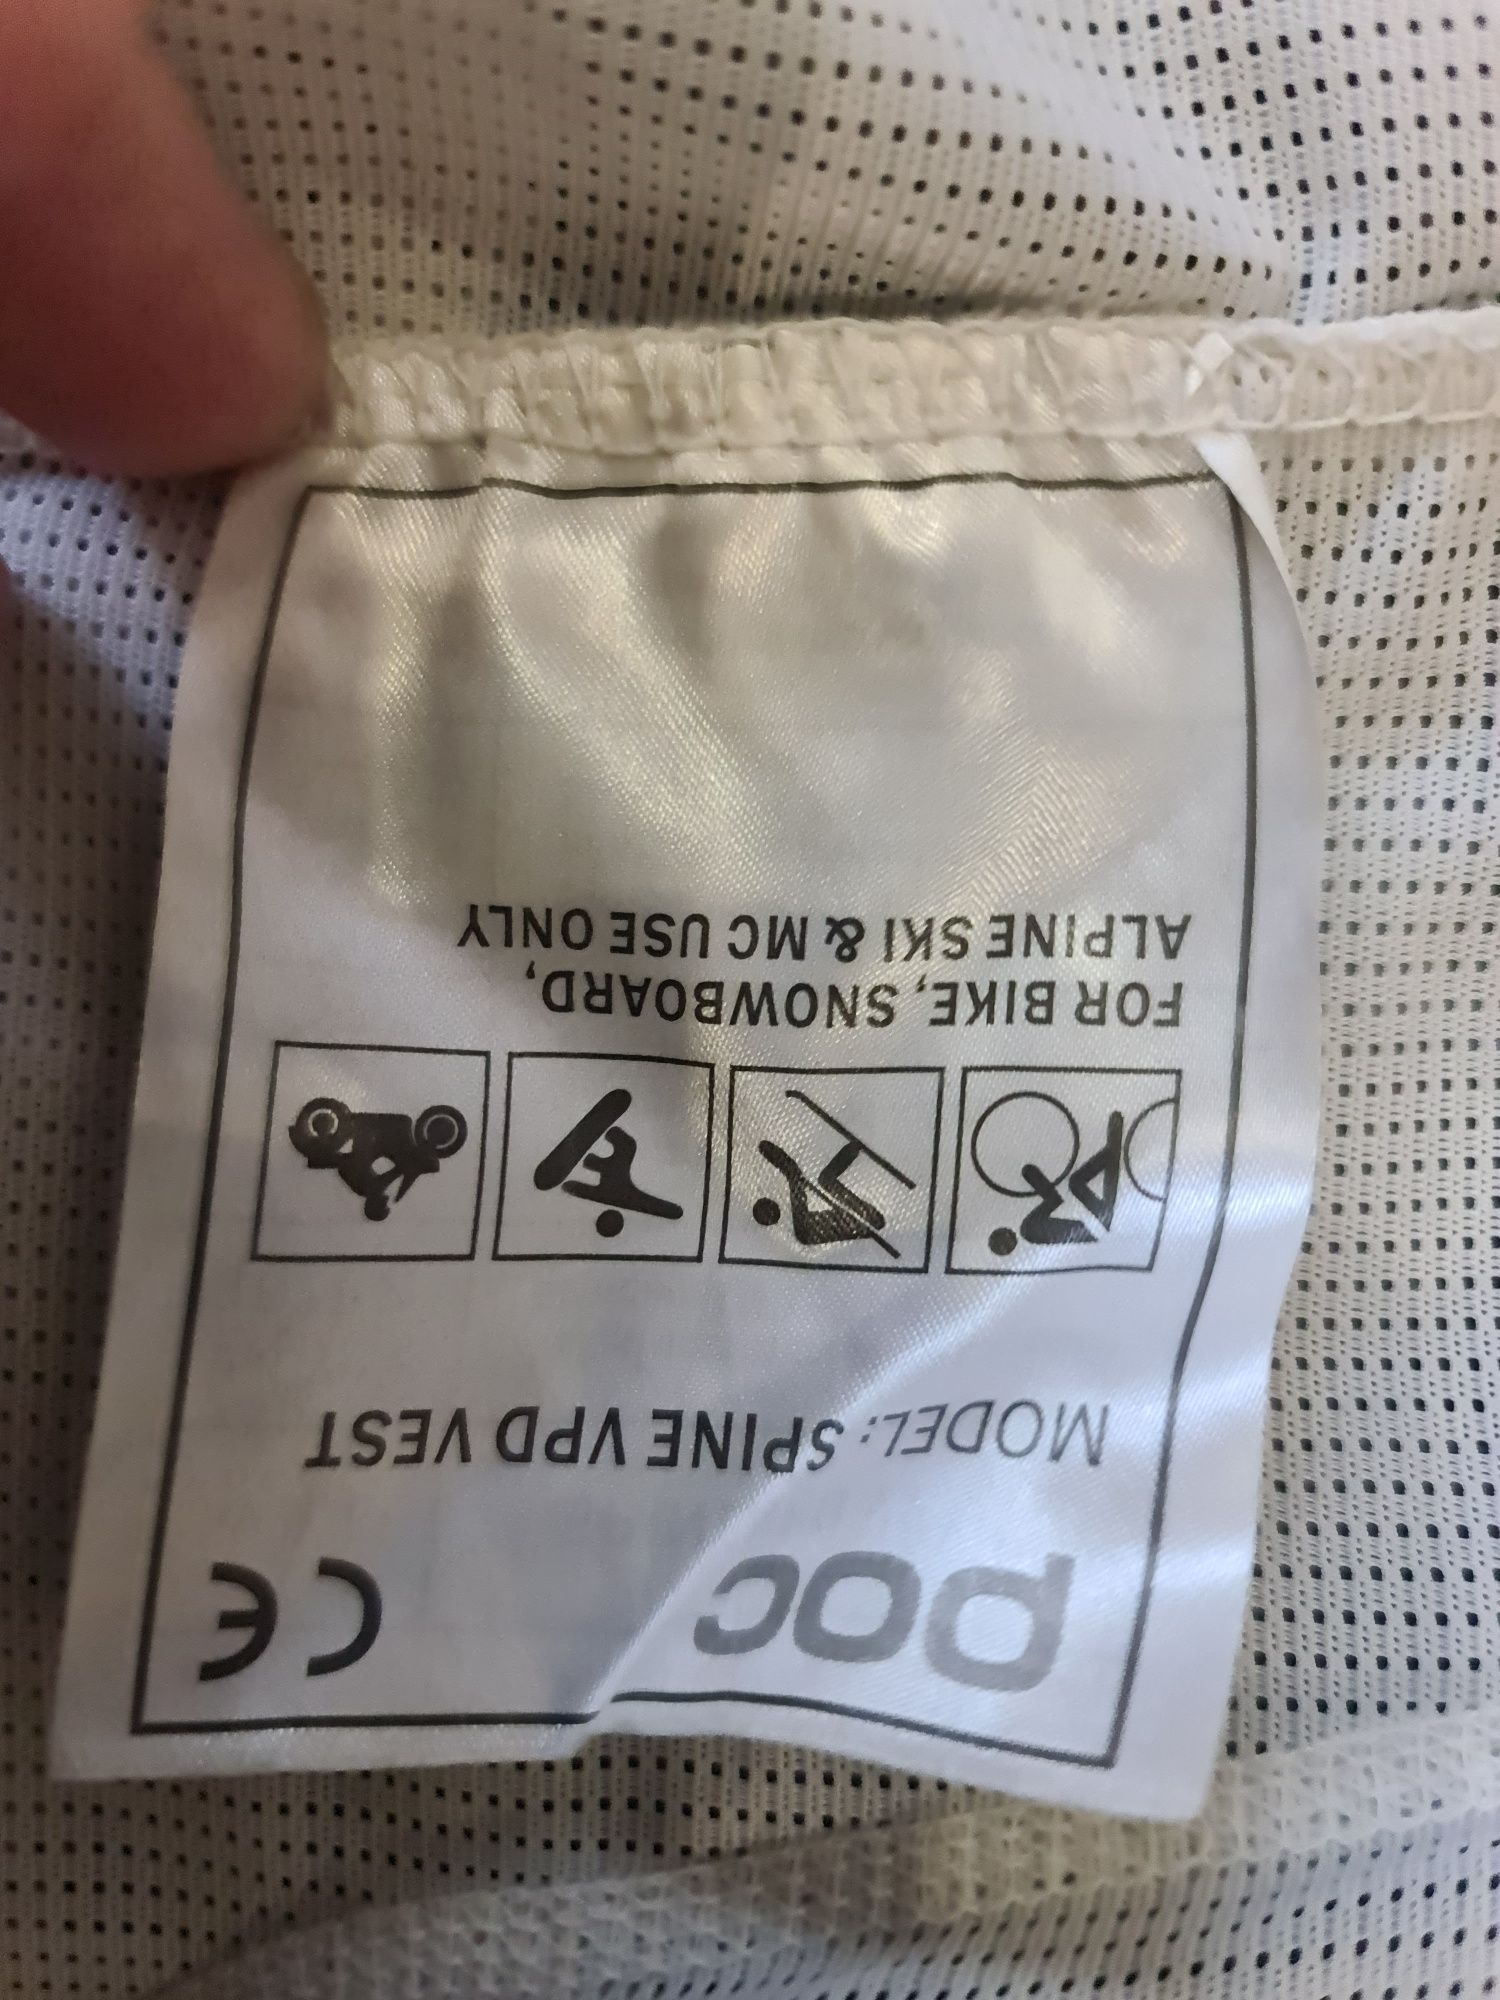 poc CE
MODEL: SPINE VPD VEST
FOR BIKE, SNOWBOARD,
ALPINE SKI & MC USE ONLY